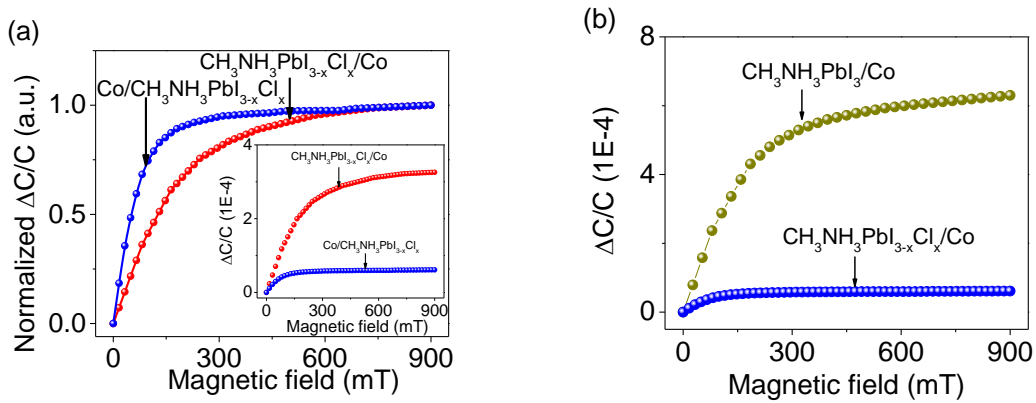 (a)
CH₃NH₃PbI₃₋ₓClₓ/Co
Co/CH₃NH₃PbI₃₋ₓClₓ
Normalized ΔC/C (a.u.)
1.0
0.5
0.0
0
300
600
900
Magnetic field (mT)
4
2
0
ΔC/C (1E-4)
CH₃NH₃PbI₃₋ₓClₓ/Co
Co/CH₃NH₃PbI₃₋ₓClₓ
0
300
600
900
Magnetic field (mT)
(b)
ΔC/C (1E-4)
8
4
0
CH₃NH₃PbI₃/Co
CH₃NH₃PbI₃₋ₓClₓ/Co
0
300
600
900
Magnetic field (mT)